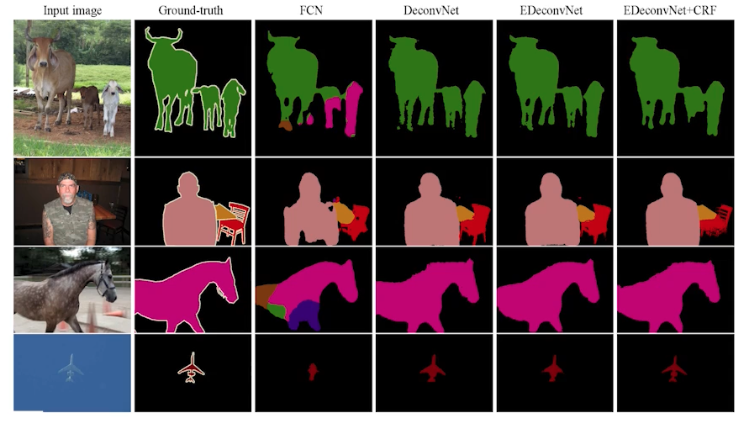 Input image
Ground-truth
FCN
DeconvNet
EDeconvNet
EDeconvNet+CRF